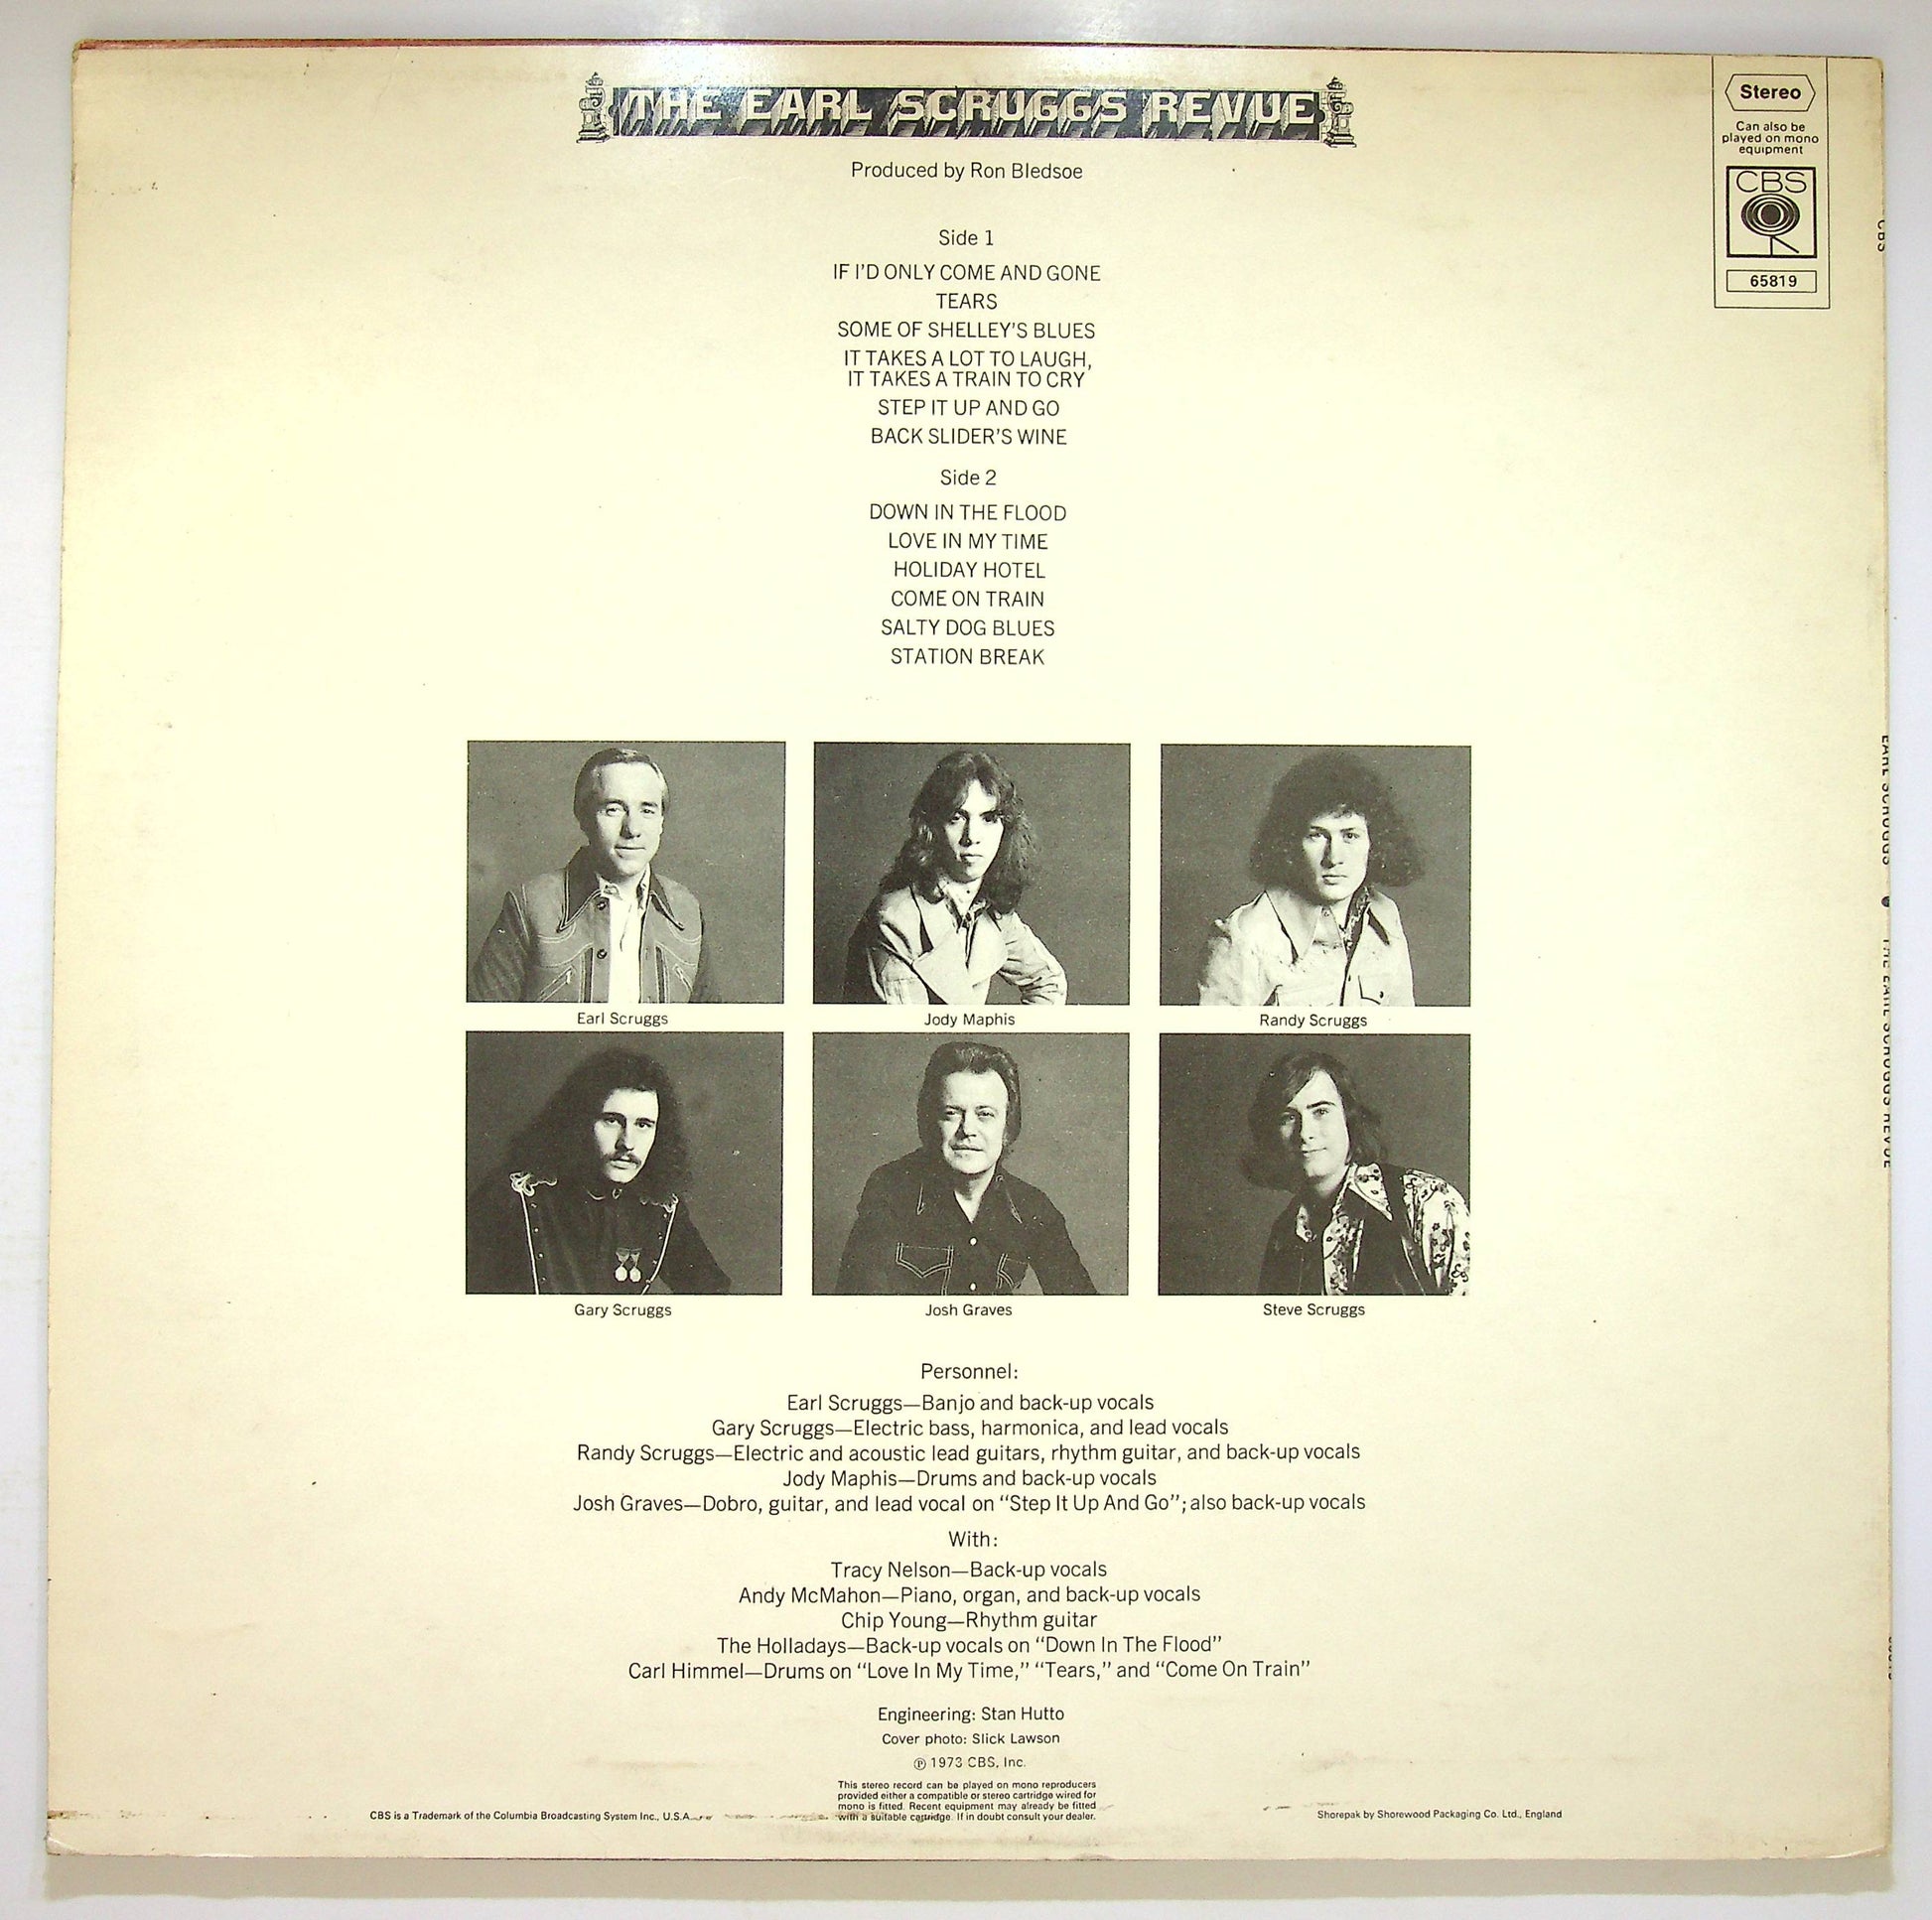 THE EARL SCRUGGS REVUE
Produced by Ron Bledsoe
Stereo
Can also be
played on mono
equipment
CBS
65819
Side 1
IF I'D ONLY COME AND GONE
TEARS
SOME OF SHELLEY'S BLUES
IT TAKES A LOT TO LAUGH,
IT TAKES A TRAIN TO CRY
STEP IT UP AND GO
BACK SLIDER'S WINE
Side 2
DOWN IN THE FLOOD
LOVE IN MY TIME
HOLIDAY HOTEL
COME ON TRAIN
SALTY DOG BLUES
STATION BREAK
Earl Scruggs
Jody Maphis
Randy Scruggs
Gary Scruggs
Josh Graves
Steve Scruggs
Personnel:
Earl Scruggs—Banjo and back-up vocals
Gary Scruggs—Electric bass, harmonica, and lead vocals
Randy Scruggs—Electric and acoustic lead guitars, rhythm guitar, and back-up vocals
Jody Maphis—Drums and back-up vocals
Josh Graves—Dobro, guitar, and lead vocal on “Step It Up And Go”; also back-up vocals
With:
Tracy Nelson—Back-up vocals
Andy McMahon—Piano, organ, and back-up vocals
Chip Young—Rhythm guitar
The Holladays—Back-up vocals on “Down In The Flood”
Carl Himmel—Drums on “Love In My Time,” “Tears,” and “Come On Train”
Engineering: Stan Hutto
Cover photo: Slick Lawson
℗ 1973 CBS, Inc.
This stereo record can be played on mono reproducers
provided either a compatible or stereo cartridge wired for
mono is fitted. Recent equipment may already be fitted
with a suitable cartridge. If in doubt consult your dealer.
CBS is a Trademark of the Columbia Broadcasting System Inc., U.S.A.
Shorepak by Shorewood Packaging Co. Ltd., England
CBS
EARL SCRUGGS ● THE EARL SCRUGGS REVUE